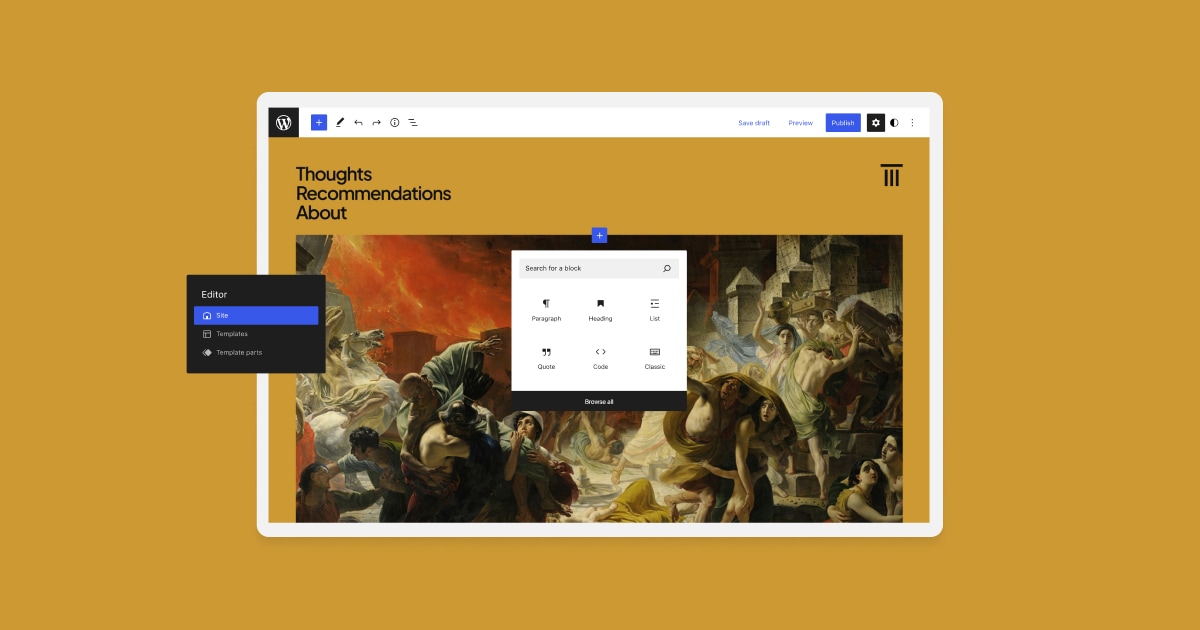 Save draft
Preview
Publish
Thoughts
Recommendations
About
Search for a block
Paragraph
Heading
List
Quote
Code
Classic
Browse all
Editor
Site
Templates
Template parts